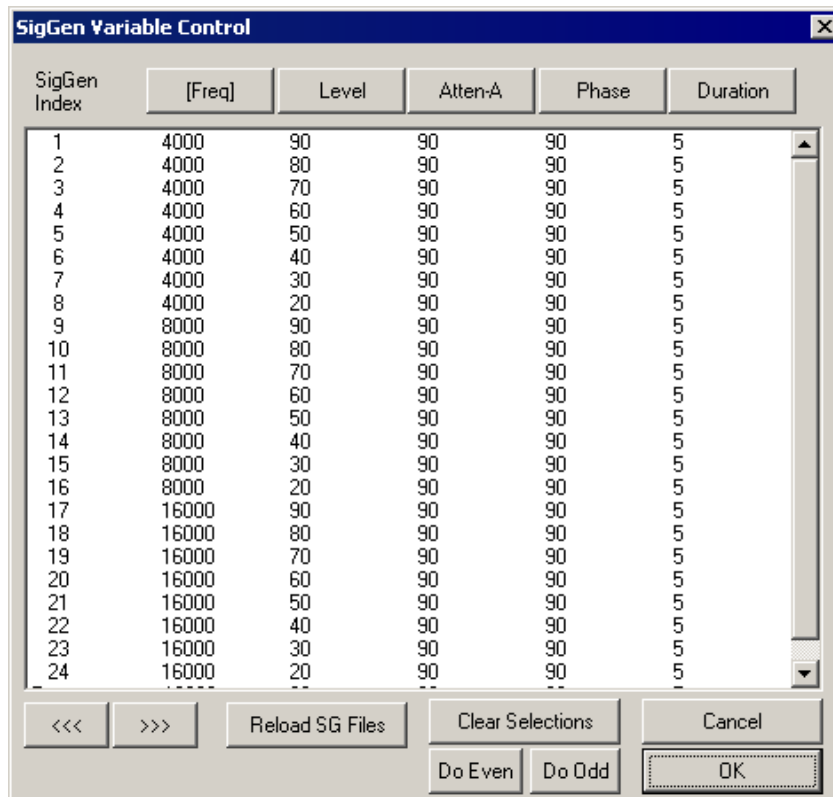 SigGen Variable Control
SigGen Index [Freq] Level Atten-A Phase Duration
1 4000 90 90 90 5
2 4000 80 90 90 5
3 4000 70 90 90 5
4 4000 60 90 90 5
5 4000 50 90 90 5
6 4000 40 90 90 5
7 4000 30 90 90 5
8 4000 20 90 90 5
9 8000 90 90 90 5
10 8000 80 90 90 5
11 8000 70 90 90 5
12 8000 60 90 90 5
13 8000 50 90 90 5
14 8000 40 90 90 5
15 8000 30 90 90 5
16 8000 20 90 90 5
17 16000 90 90 90 5
18 16000 80 90 90 5
19 16000 70 90 90 5
20 16000 60 90 90 5
21 16000 50 90 90 5
22 16000 40 90 90 5
23 16000 30 90 90 5
24 16000 20 90 90 5
<<< >>> Reload SG Files Clear Selections Cancel
Do Even Do Odd OK